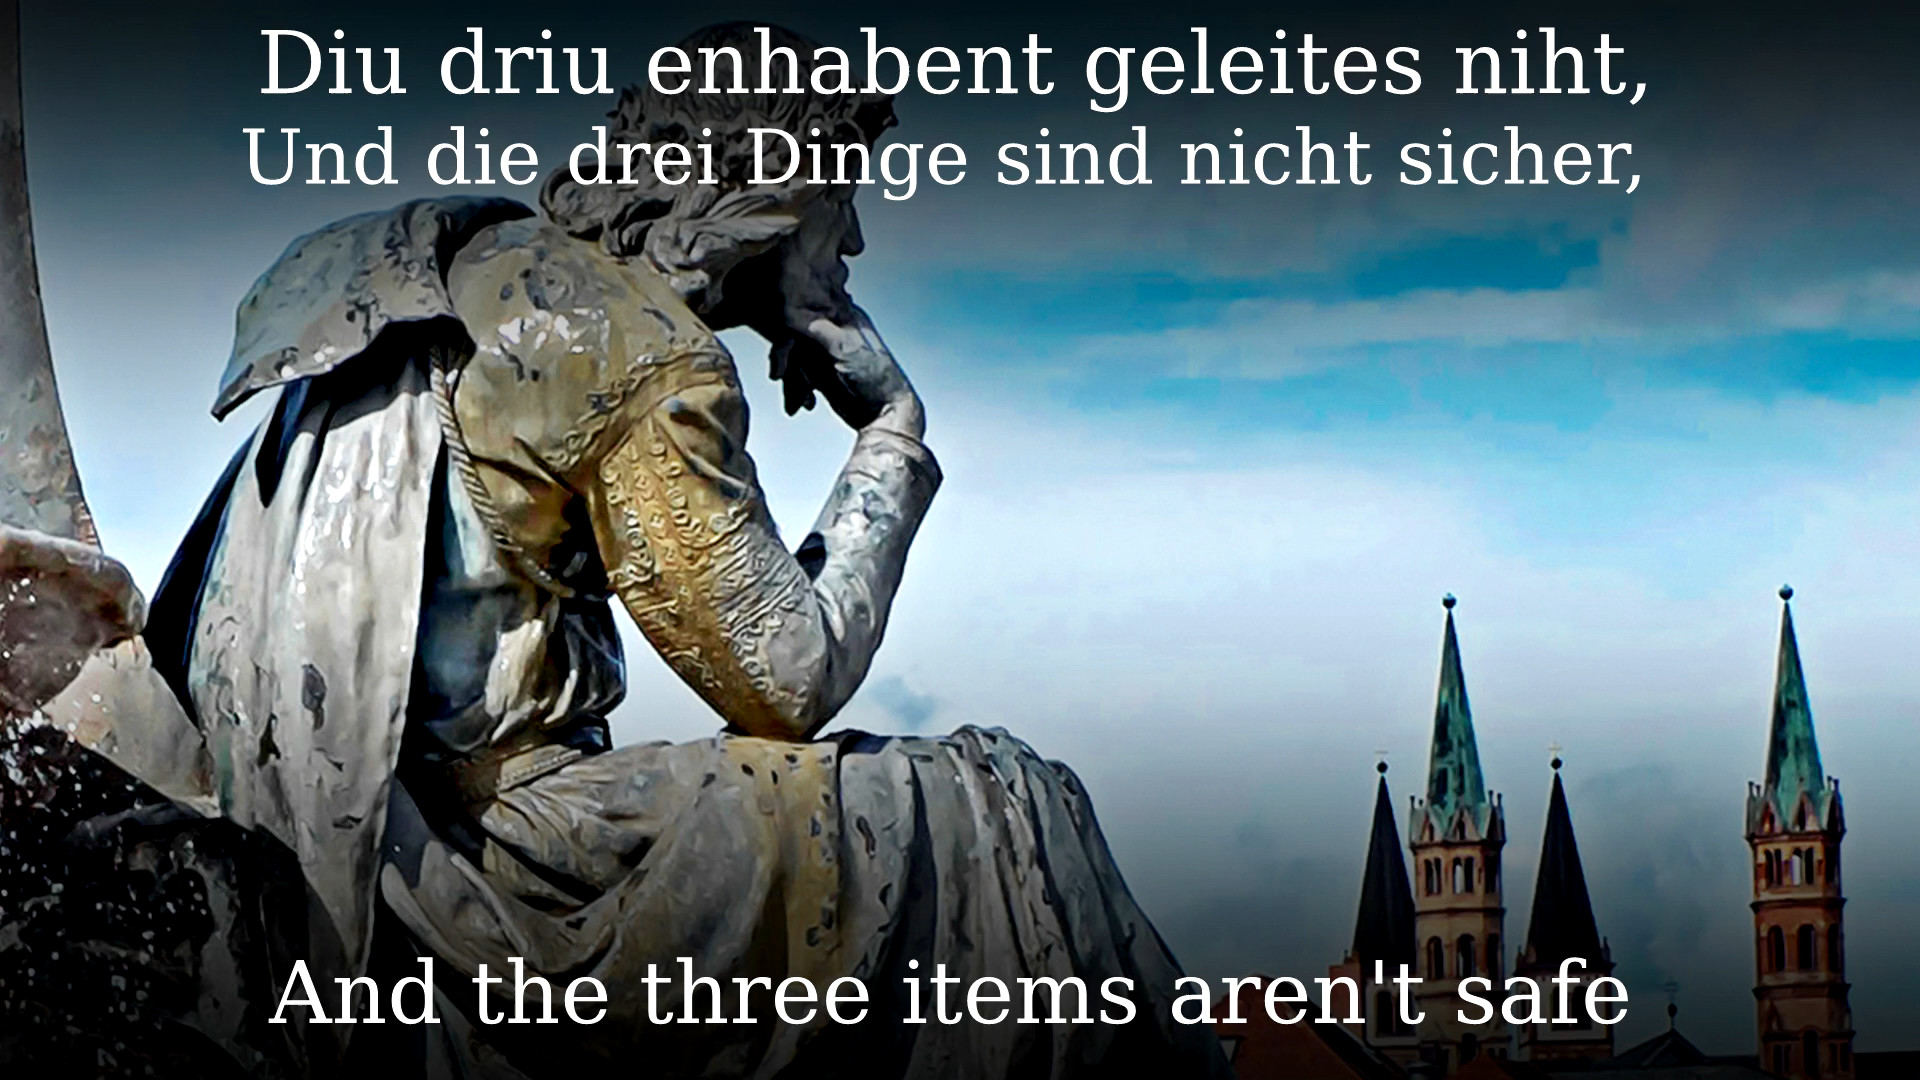 Diu driu enhabent geleites niht,
Und die drei Dinge sind nicht sicher,
And the three items aren't safe